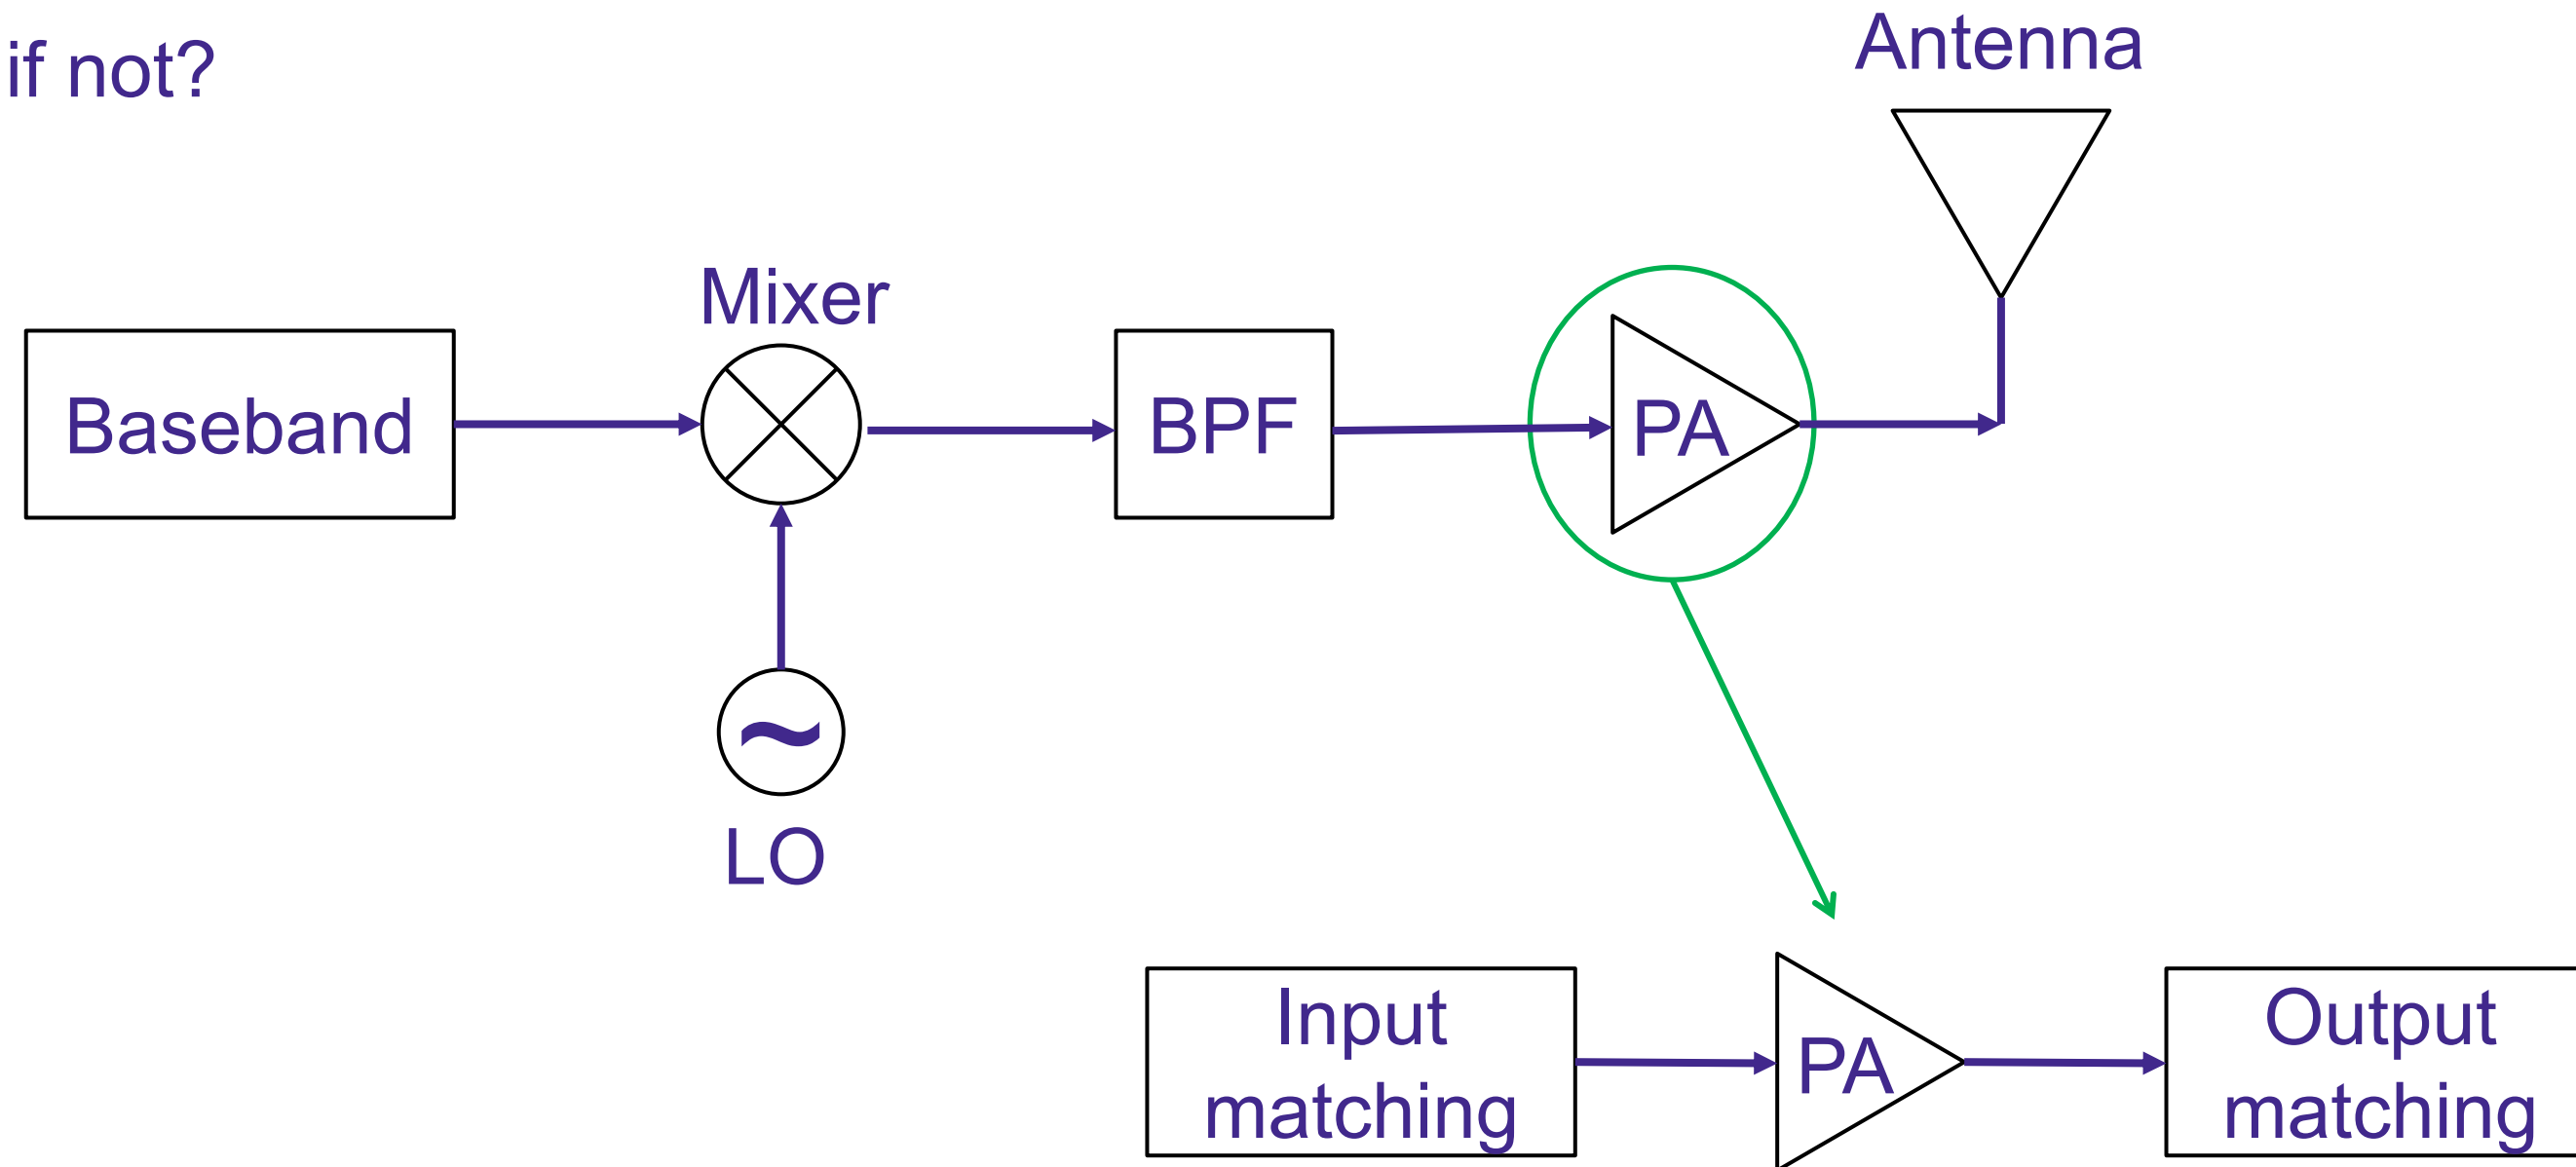 if not?
Antenna
Mixer
Baseband
BPF
PA
~
LO
Input
matching
PA
Output
matching